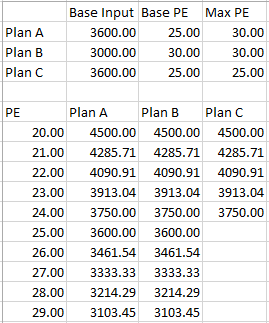 Base Input Base PE Max PE
Plan A 3600.00 25.00 30.00
Plan B 3000.00 30.00 30.00
Plan C 3600.00 25.00 25.00
PE Plan A Plan B Plan C
20.00 4500.00 4500.00 4500.00
21.00 4285.71 4285.71 4285.71
22.00 4090.91 4090.91 4090.91
23.00 3913.04 3913.04 3913.04
24.00 3750.00 3750.00 3750.00
25.00 3600.00 3600.00
26.00 3461.54 3461.54
27.00 3333.33 3333.33
28.00 3214.29 3214.29
29.00 3103.45 3103.45